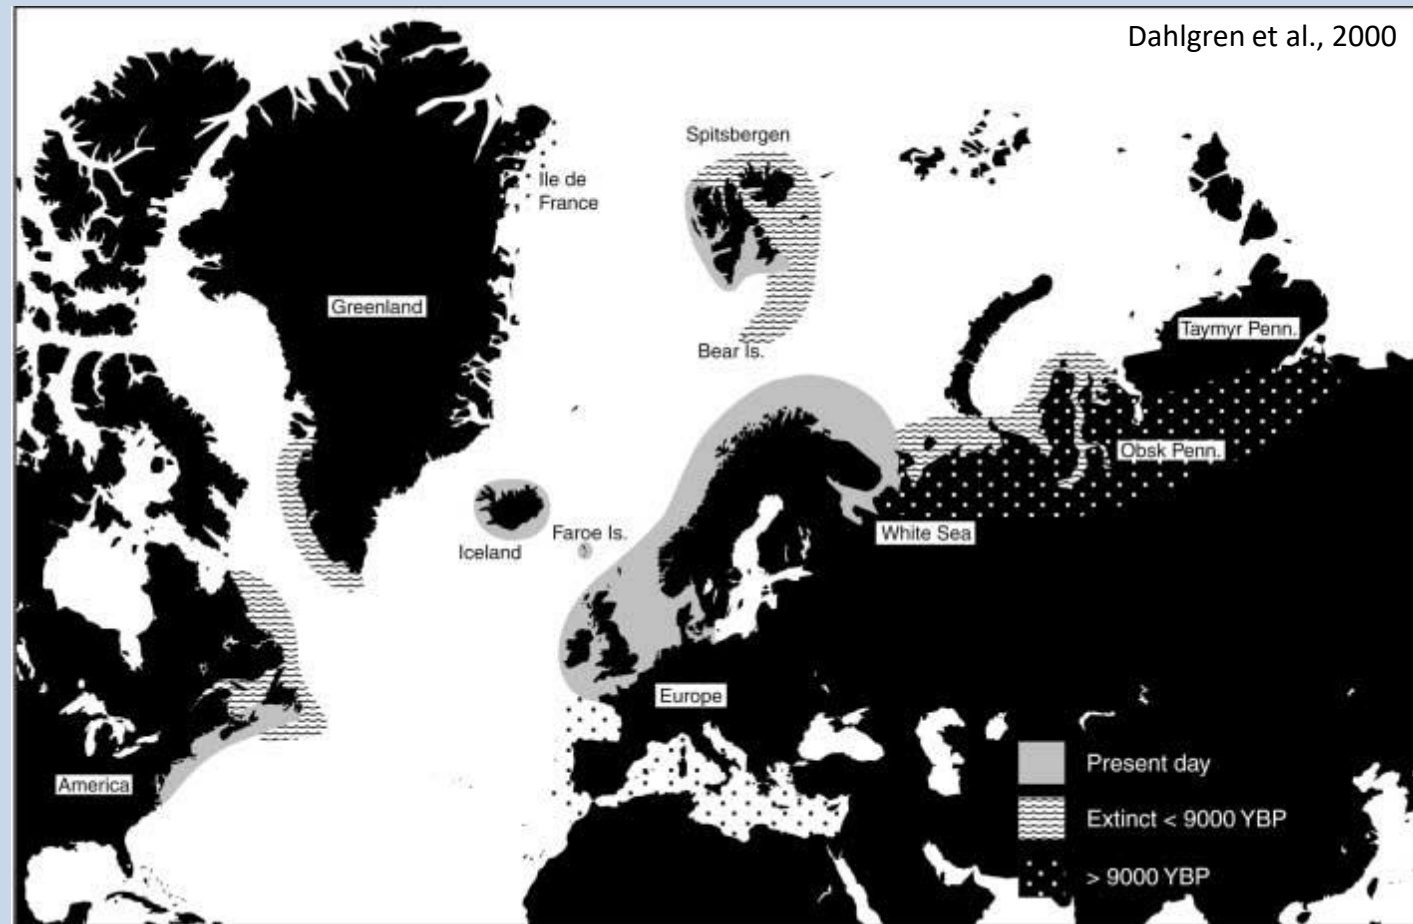 Dahlgren et al., 2000
Spitsbergen
Ile de
France
Greenland
Taymyr Penn.
Bear Is.
Obsk Penn.
White Sea
Faroe Is.
Iceland
Europe
America
Present day
Extinct < 9000 YBP
> 9000 YBP